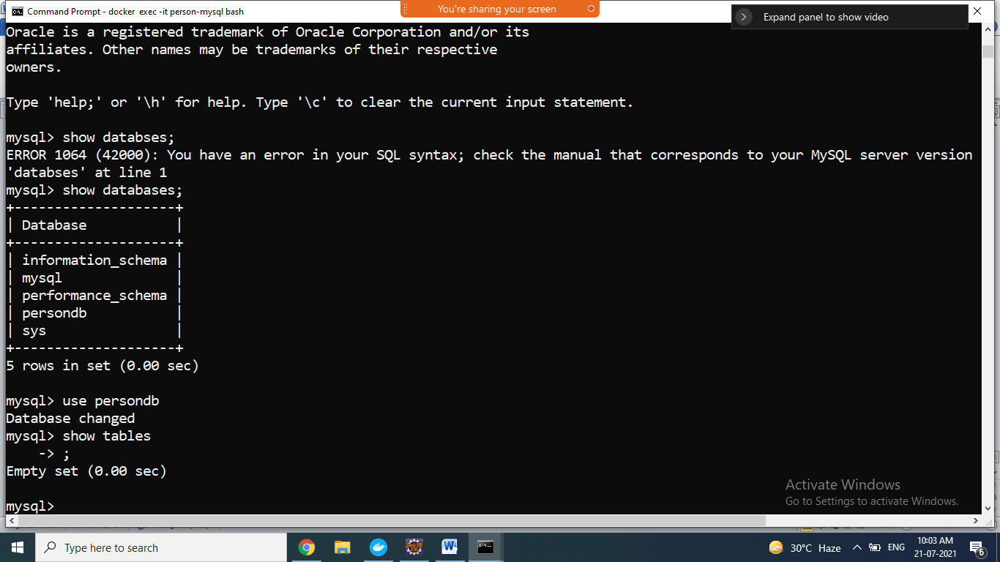 Command Prompt - docker exec -it person-mysql bash
You're sharing your screen
Expand panel to show video
Oracle is a registered trademark of Oracle Corporation and/or its
affiliates. Other names may be trademarks of their respective
owners.
Type 'help;' or '\h' for help. Type '\c' to clear the current input statement.
mysql> show databses;
ERROR 1064 (42000): You have an error in your SQL syntax; check the manual that corresponds to your MySQL server version
'databses' at line 1
mysql> show databases;
+--------------------+
| Database           |
+--------------------+
| information_schema |
| mysql              |
| performance_schema |
| persondb           |
| sys                |
+--------------------+
5 rows in set (0.00 sec)
mysql> use persondb
Database changed
mysql> show tables
    -> ;
Empty set (0.00 sec)
mysql>
Activate Windows
Go to Settings to activate Windows.
Type here to search
30°C Haze
ENG
10:03 AM
21-07-2021
6